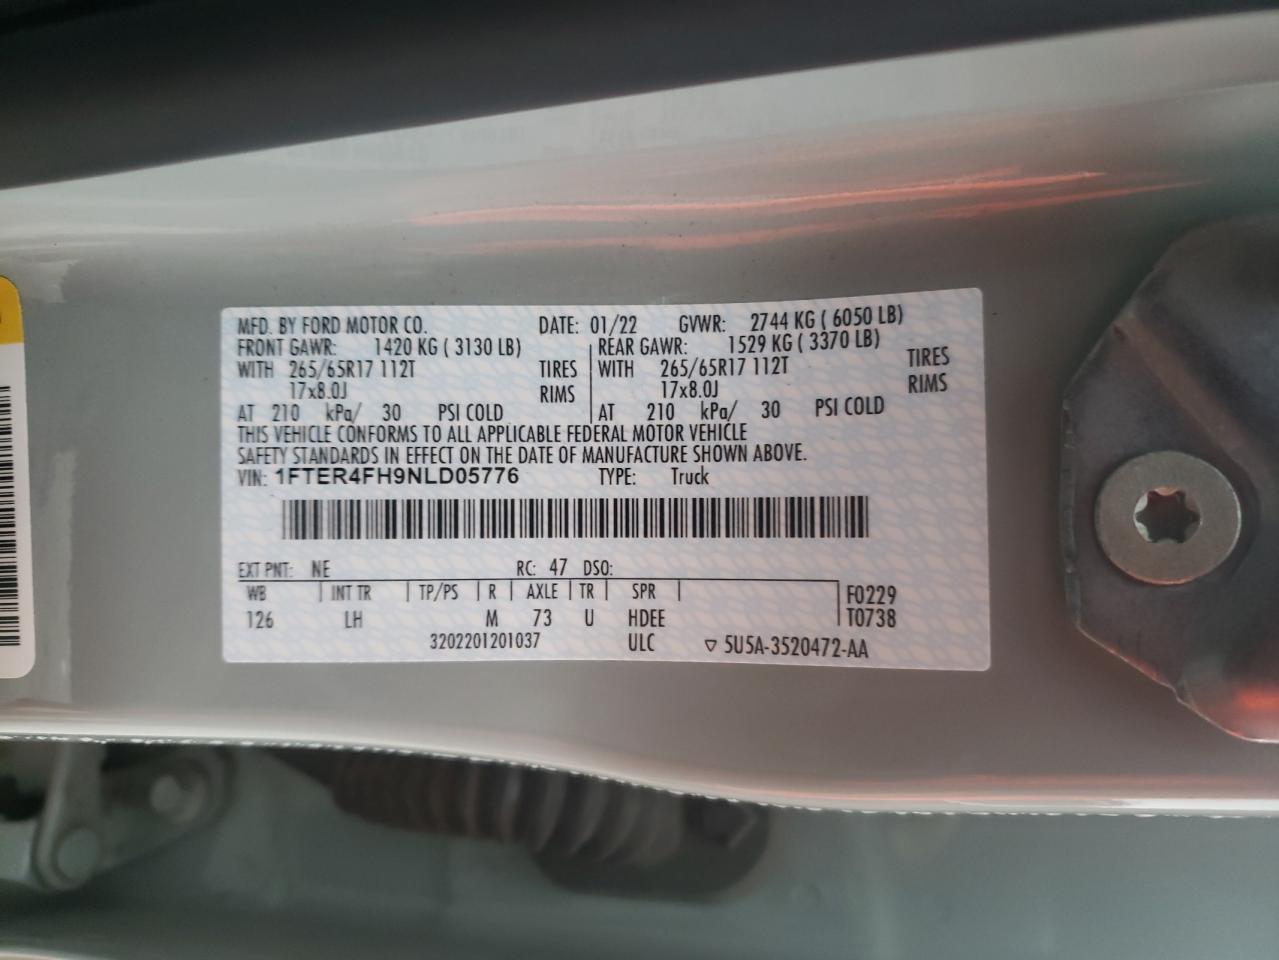 MFD. BY FORD MOTOR CO. DATE: 01/22 GVWR: 2744 KG ( 6050 LB)
FRONT GAWR: 1420 KG ( 3130 LB) REAR GAWR: 1529 KG ( 3370 LB)
WITH 265/65R17 112T TIRES WITH 265/65R17 112T TIRES
17x8.0J RIMS 17x8.0J RIMS
AT 210 kPa/ 30 PSI COLD AT 210 kPa/ 30 PSI COLD
THIS VEHICLE CONFORMS TO ALL APPLICABLE FEDERAL MOTOR VEHICLE
SAFETY STANDARDS IN EFFECT ON THE DATE OF MANUFACTURE SHOWN ABOVE.
VIN: 1FTER4FH9NLD05776 TYPE: Truck
EXT PNT: NE RC: 47 DSO:
WB INT TR TP/PS R AXLE TR SPR F0229
126 LH M 73 U HDEE T0738
3202201201037 ULC ▽ 5U5A-3520472-AA